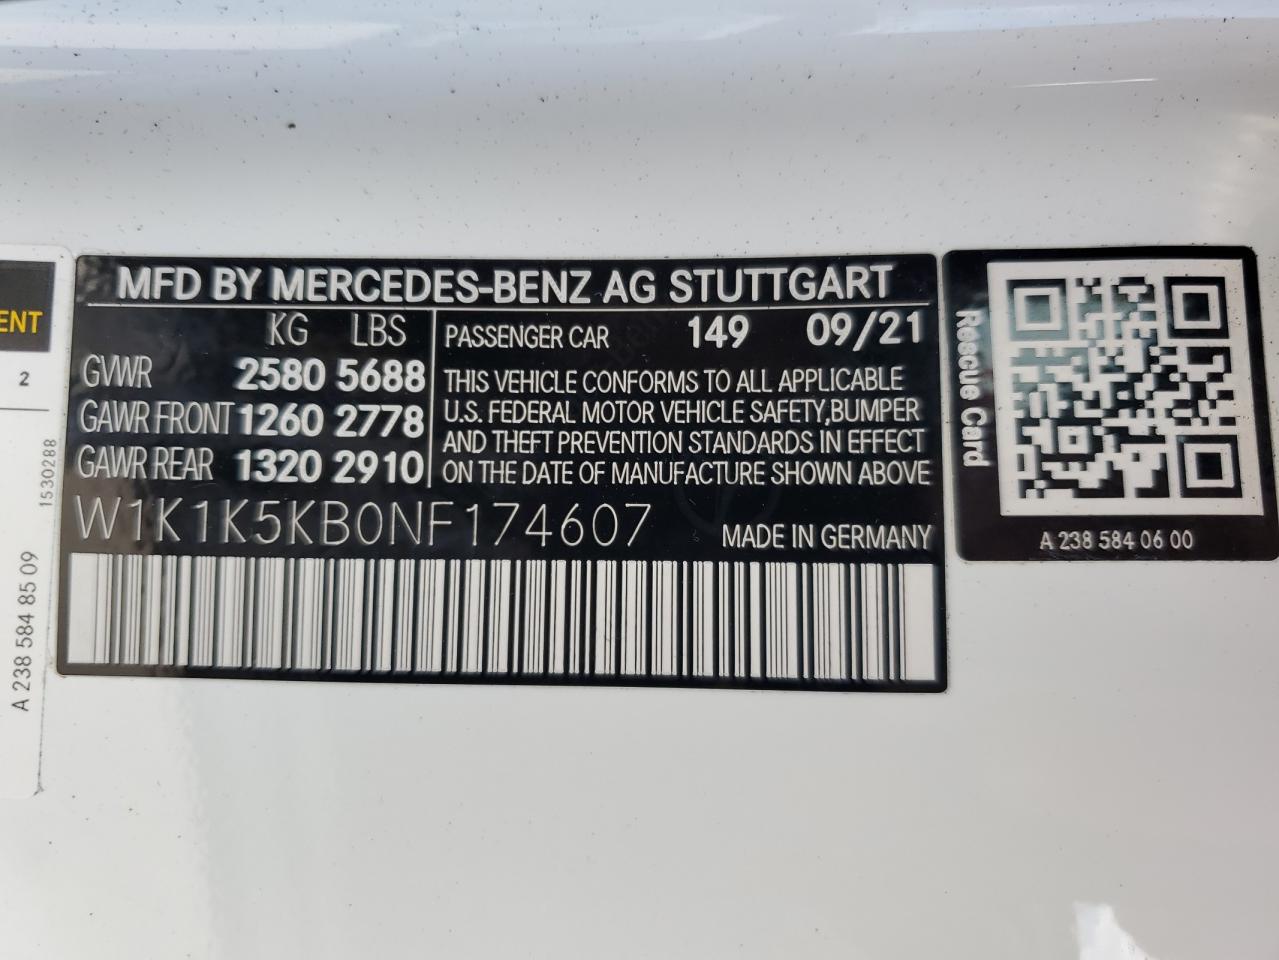 MFD BY MERCEDES-BENZ AG STUTTGART
KG LBS
GVWR 2580 5688
GAWR FRONT 1260 2778
GAWR REAR 1320 2910
PASSENGER CAR 149 09/21
THIS VEHICLE CONFORMS TO ALL APPLICABLE
U.S. FEDERAL MOTOR VEHICLE SAFETY, BUMPER
AND THEFT PREVENTION STANDARDS IN EFFECT
ON THE DATE OF MANUFACTURE SHOWN ABOVE
W1K1K5KB0NF174607 MADE IN GERMANY
Rescue Card
A 238 584 06 00
ENT
2
1530288
A 238 584 85 09